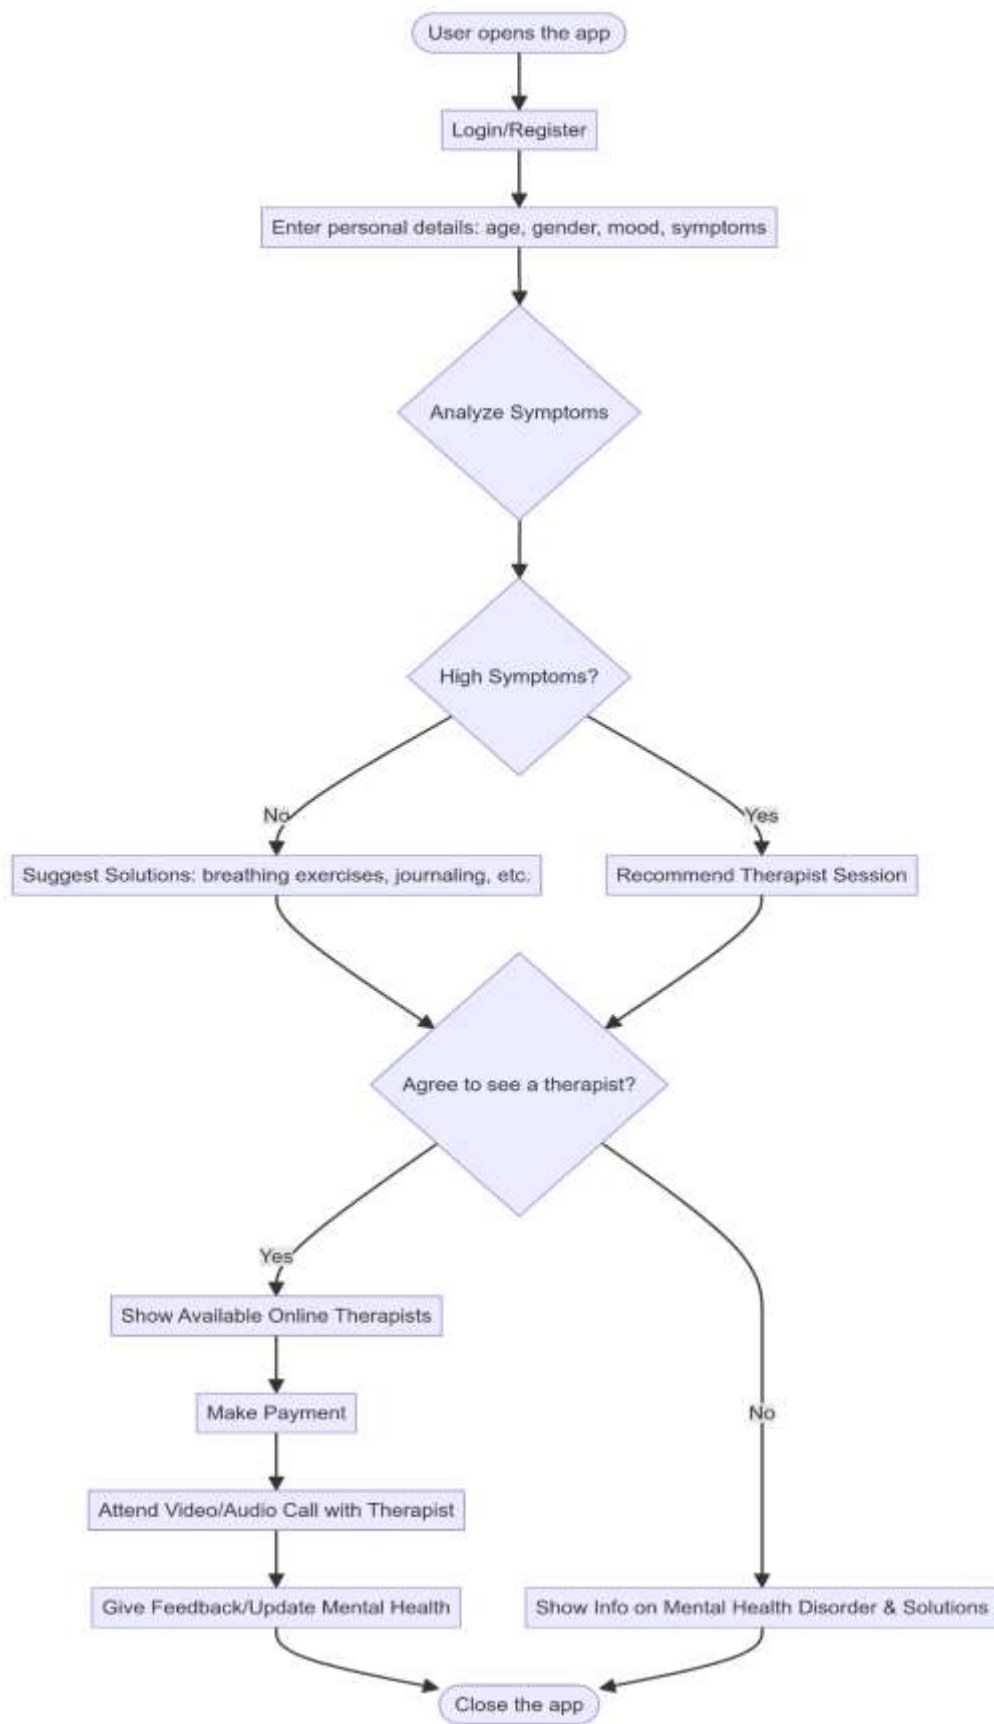 User opens the app
Login/Register
Enter personal details: age, gender, mood, symptoms
Analyze Symptoms
High Symptoms?
No
Yes
Suggest Solutions: breathing exercises, journaling, etc.
Recommend Therapist Session
Agree to see a therapist?
Yes
Show Available Online Therapists
Make Payment
No
Attend Video/Audio Call with Therapist
Give Feedback/Update Mental Health
Show Info on Mental Health Disorder & Solutions
Close the app